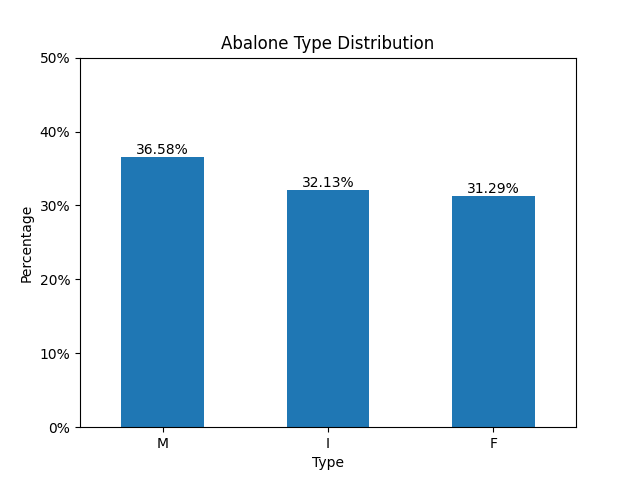 Abalone Type Distribution
50%
40%
30%
20%
10%
0%
Percentage
36.58%
32.13%
31.29%
M
I
F
Type